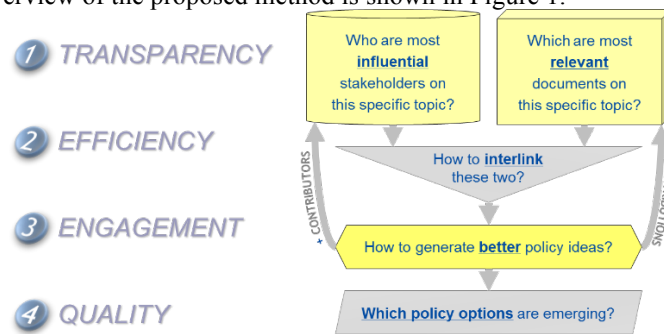 verview of the proposed method is shown in Figure 1.
1 TRANSPARENCY
Who are most
influential
stakeholders on
this specific topic?
Which are most
relevant
documents on
this specific topic?
2 EFFICIENCY
How to interlink
these two?
+ CONTRIBUTORS
3 ENGAGEMENT
How to generate better policy ideas?
4 QUALITY
Which policy options are emerging?